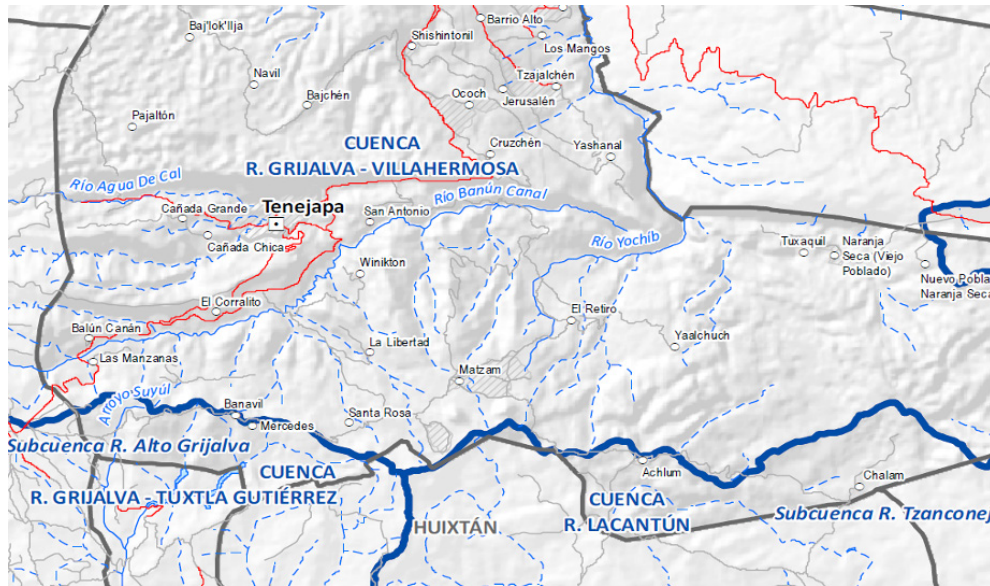 Barrio Alto
Baj'lok'llja
Shishintonil
Los Mangos
Navil
Tzajalchén
Bajchén
Ococh
Jerusalén
Pajaltón
CUENCA
R. GRIJALVA - VILLAHERMOSA
Cruzchén
Yashanal
Río Agua De Cal
Río Banún Canal
Cañada Grande
Tenejapa
San Antonio
Cañada Chica
Río Yochib
Tuxaquil
Naranja
Seca (Viejo
Poblado)
Winikton
Nuevo Pobla
Naranja Seca
El Corralito
El Retiro
Balún Canán
La Libertad
Yaalchuch
Las Manzanas
Matzam
Arroyo Suyúl
Banavil
Santa Rosa
Mercedes
Subcuenca R. Alto Grijalva
CUENCA
R. GRIJALVA - TUXTLA GUTIÉRREZ
Achlum
Chalam
CUENCA
R. LACANTÚN
Subcuenca R. Tzaconej
HUIXTÁN